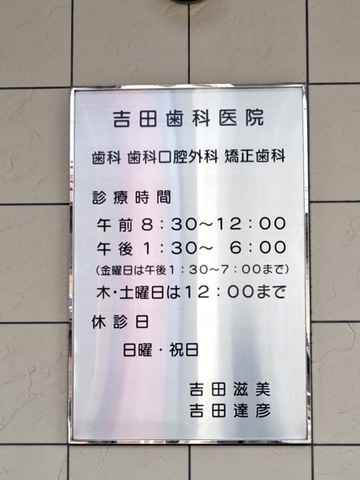 吉田歯科医院
歯科 歯科口腔外科 矯正歯科
診療時間
午前8:30〜12:00
午後1:30〜 6:00
(金曜日は午後1:30〜7:00まで)
木・土曜日は12:00まで
休診日
日曜・祝日
吉田滋美
吉田達彦